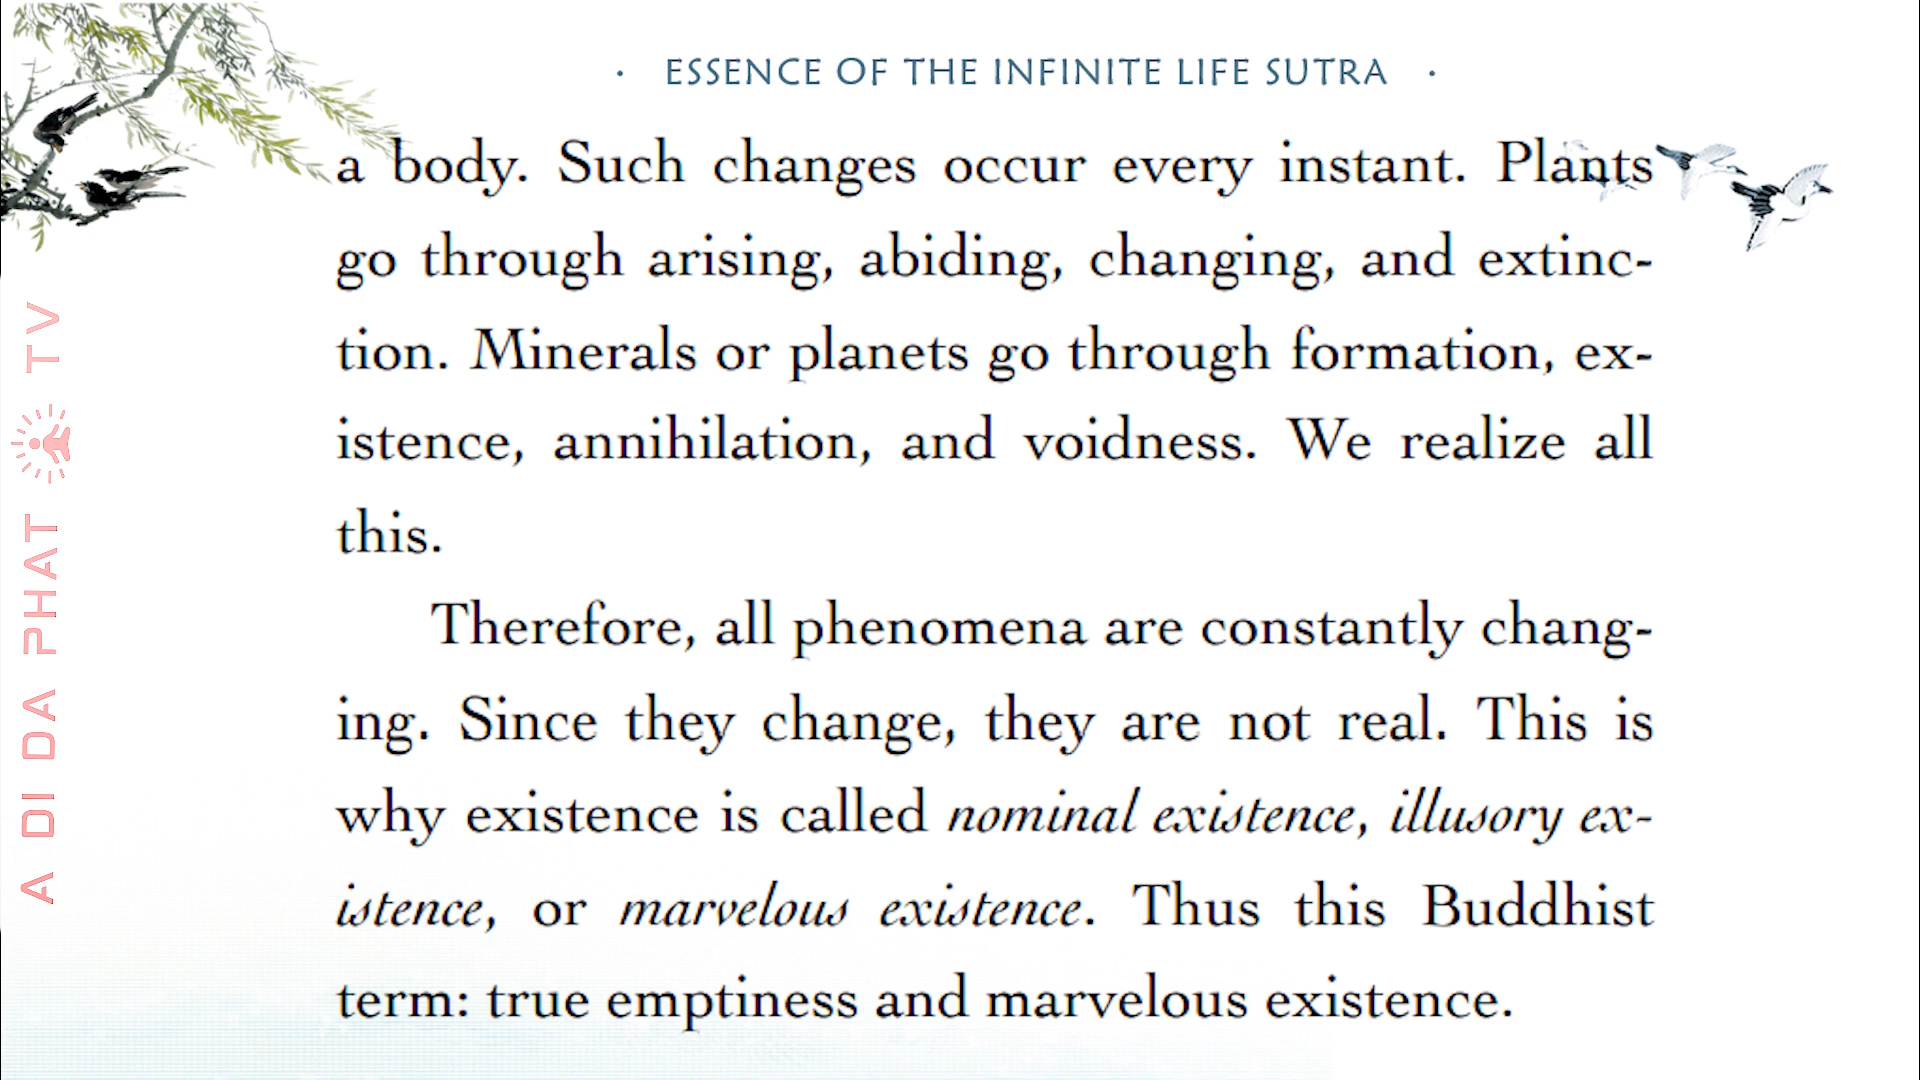 · ESSENCE OF THE INFINITE LIFE SUTRA ·
a body. Such changes occur every instant. Plants
go through arising, abiding, changing, and extinc-
tion. Minerals or planets go through formation, ex-
istence, annihilation, and voidness. We realize all
this.
Therefore, all phenomena are constantly chang-
ing. Since they change, they are not real. This is
why existence is called nominal existence, illusory ex-
istence, or marvelous existence. Thus this Buddhist
term: true emptiness and marvelous existence.
A DI DA PHAT TV